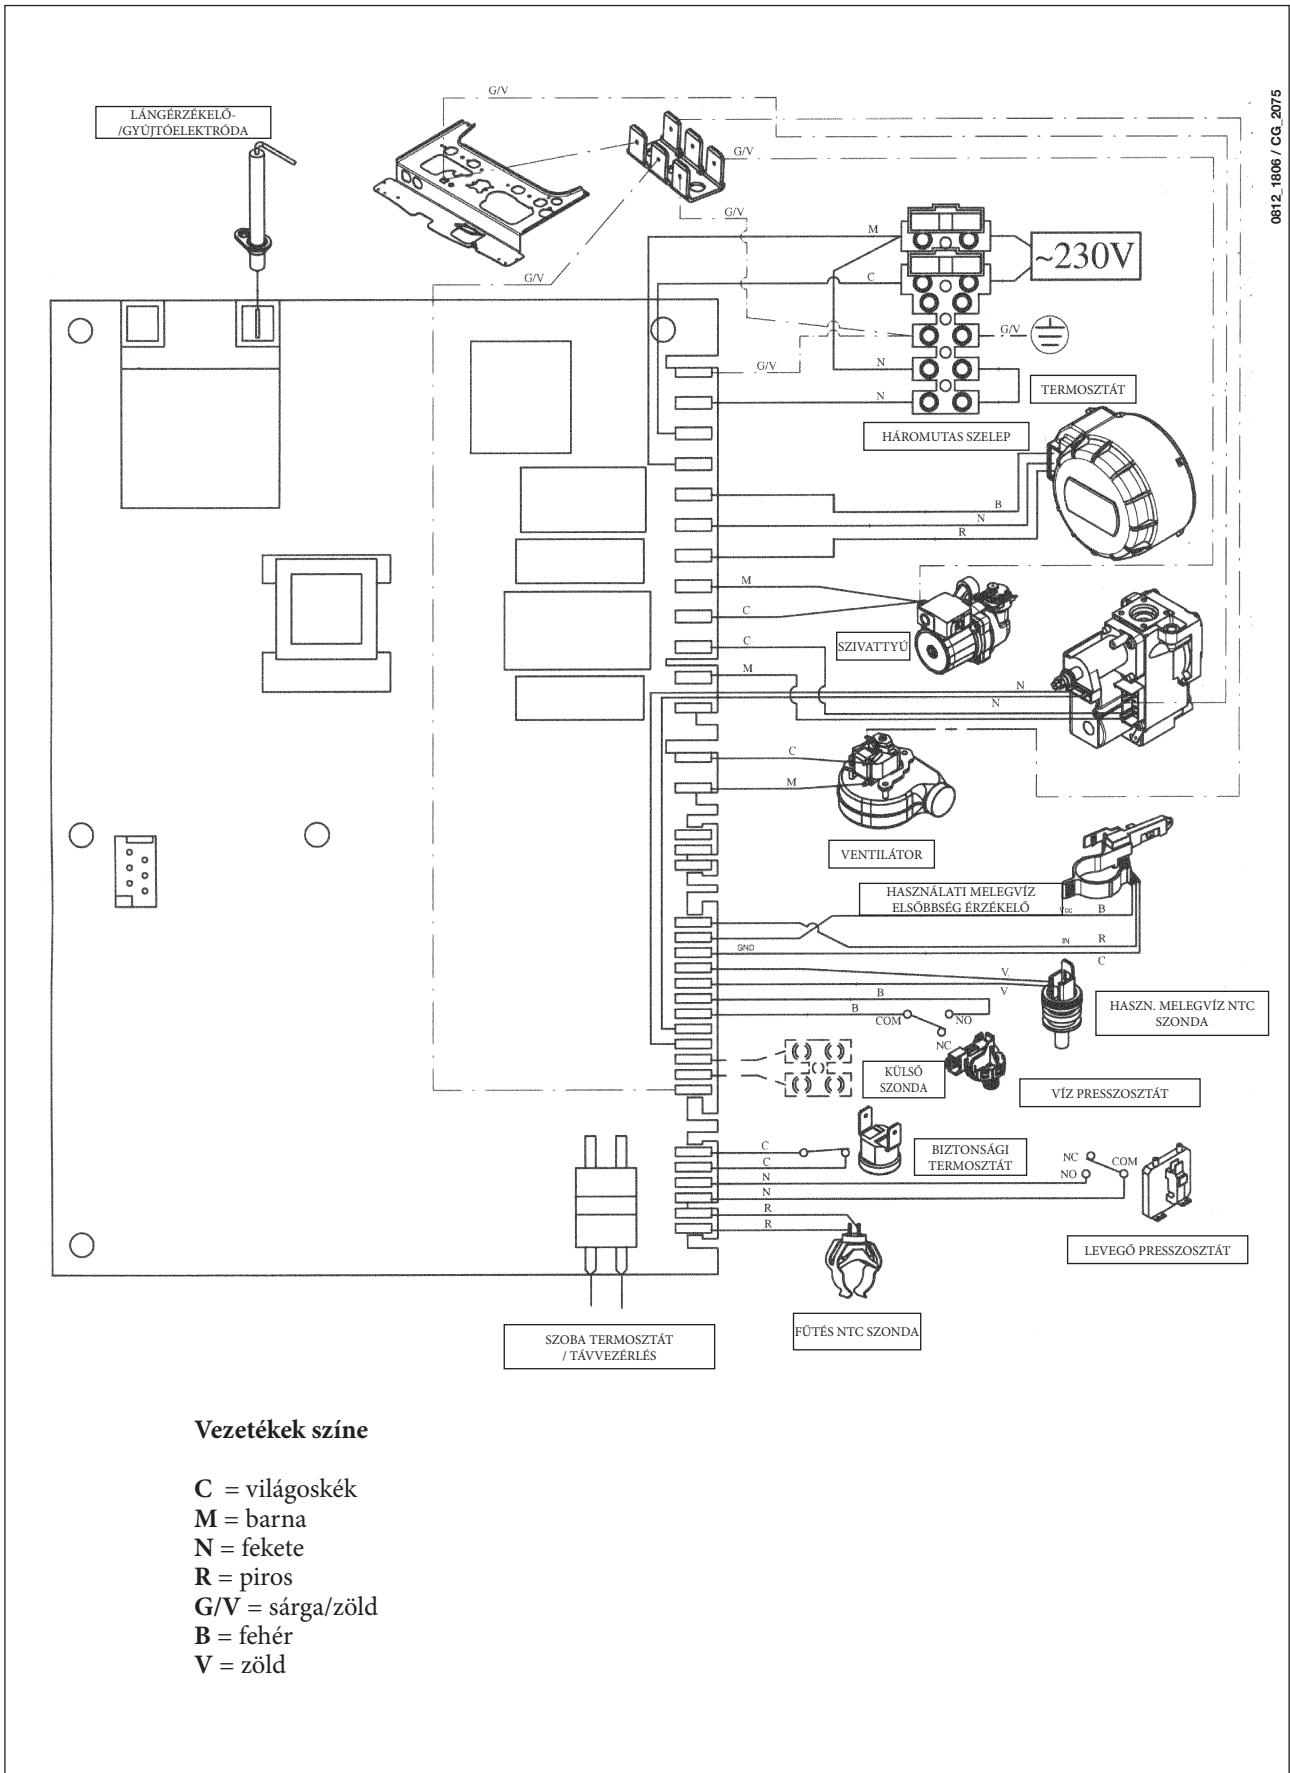 0812_1806 / CG_2075
G/V
LÁNGÉRZÉKELŐ-
/GYÚJTÓELEKTRÓDA
G/V
G/V
G/V
M
~230V
C
G/V
G/V
N
TERMOSZTÁT
N
HÁROMUTAS SZELEP
B
N
R
M
C
C
SZIVATTYÚ
M
N
N
C
M
VENTILÁTOR
HASZNÁLATI MELEGVÍZ
ELSŐBBSÉG ÉRZÉKELŐ
VCC
B
GND
IN
R
C
V
V
B
B
COM
NO
NC
HASZN. MELEGVÍZ NTC
SZONDA
KÜLSŐ
SZONDA
VÍZ PRESSZOSZTÁT
C
C
BIZTONSÁGI
TERMOSZTÁT
NC
COM
NO
N
N
R
R
LEVEGŐ PRESSZOSZTÁT
FŰTÉS NTC SZONDA
SZOBA TERMOSZTÁT
/ TÁVVEZÉRLÉS
Vezetékek színe
C = világoskék
M = barna
N = fekete
R = piros
G/V = sárga/zöld
B = fehér
V = zöld